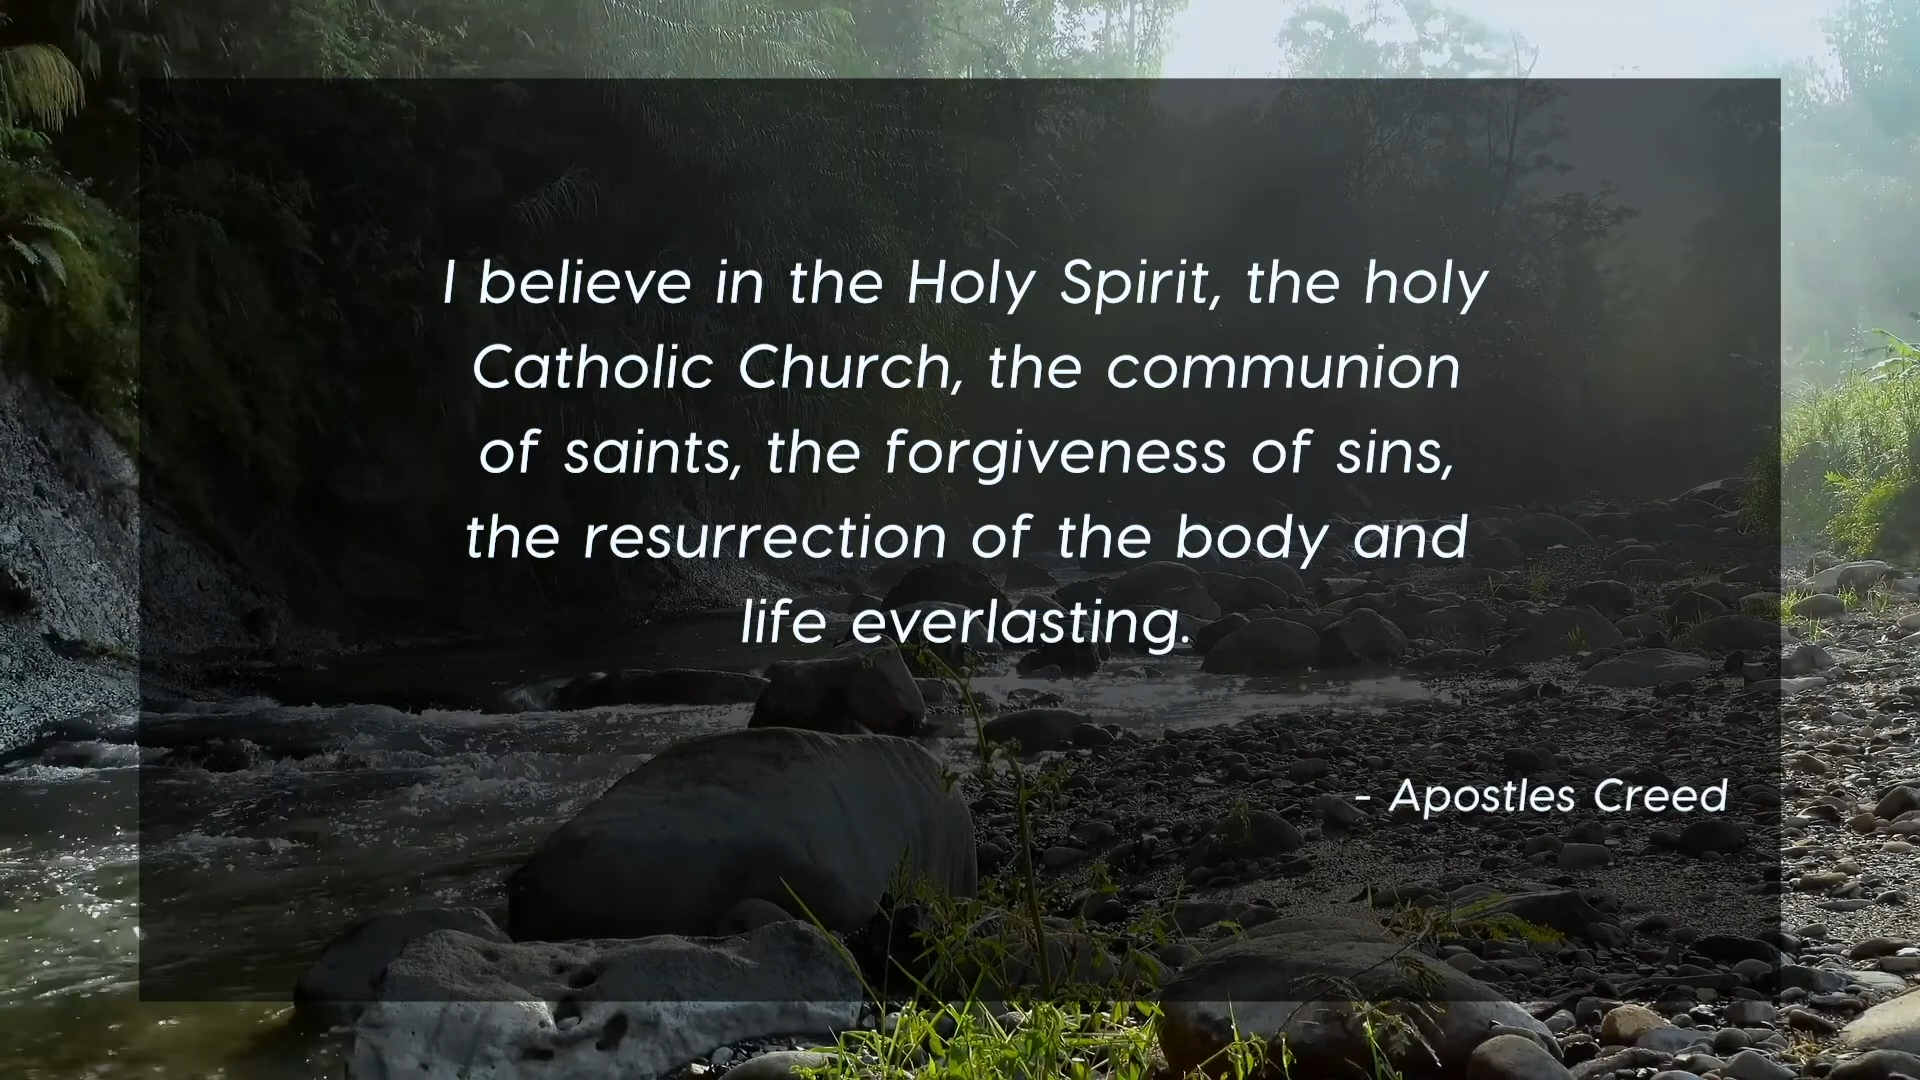 I believe in the Holy Spirit, the holy
Catholic Church, the communion
of saints, the forgiveness of sins,
the resurrection of the body and
life everlasting.
- Apostles Creed